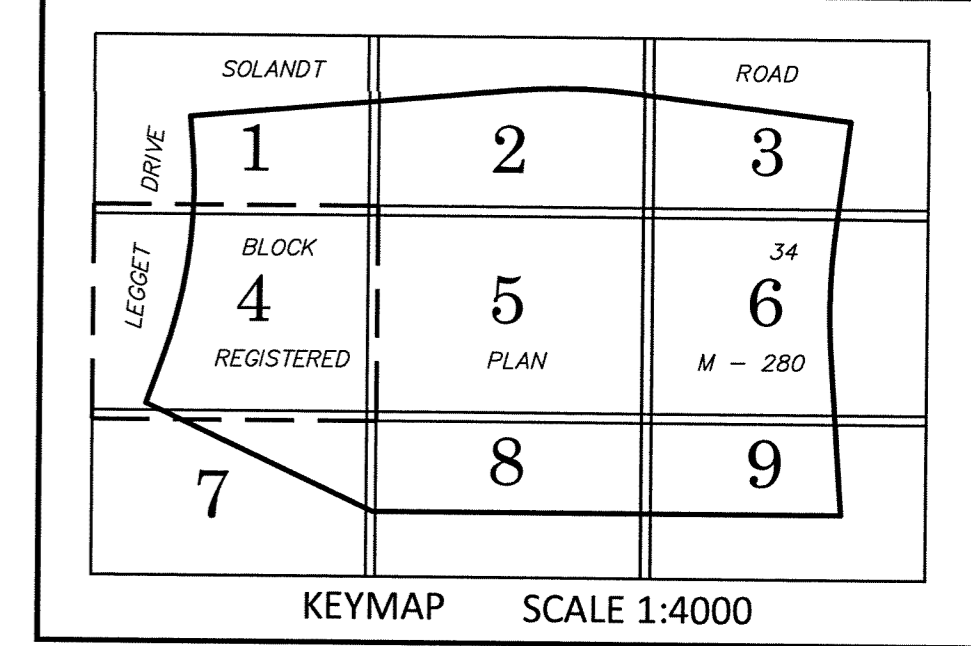 SOLANDT ROAD
DRIVE
1 2 3
LEGGET
BLOCK 34
4 5 6
REGISTERED PLAN M - 280
7 8 9
KEYMAP SCALE 1:4000